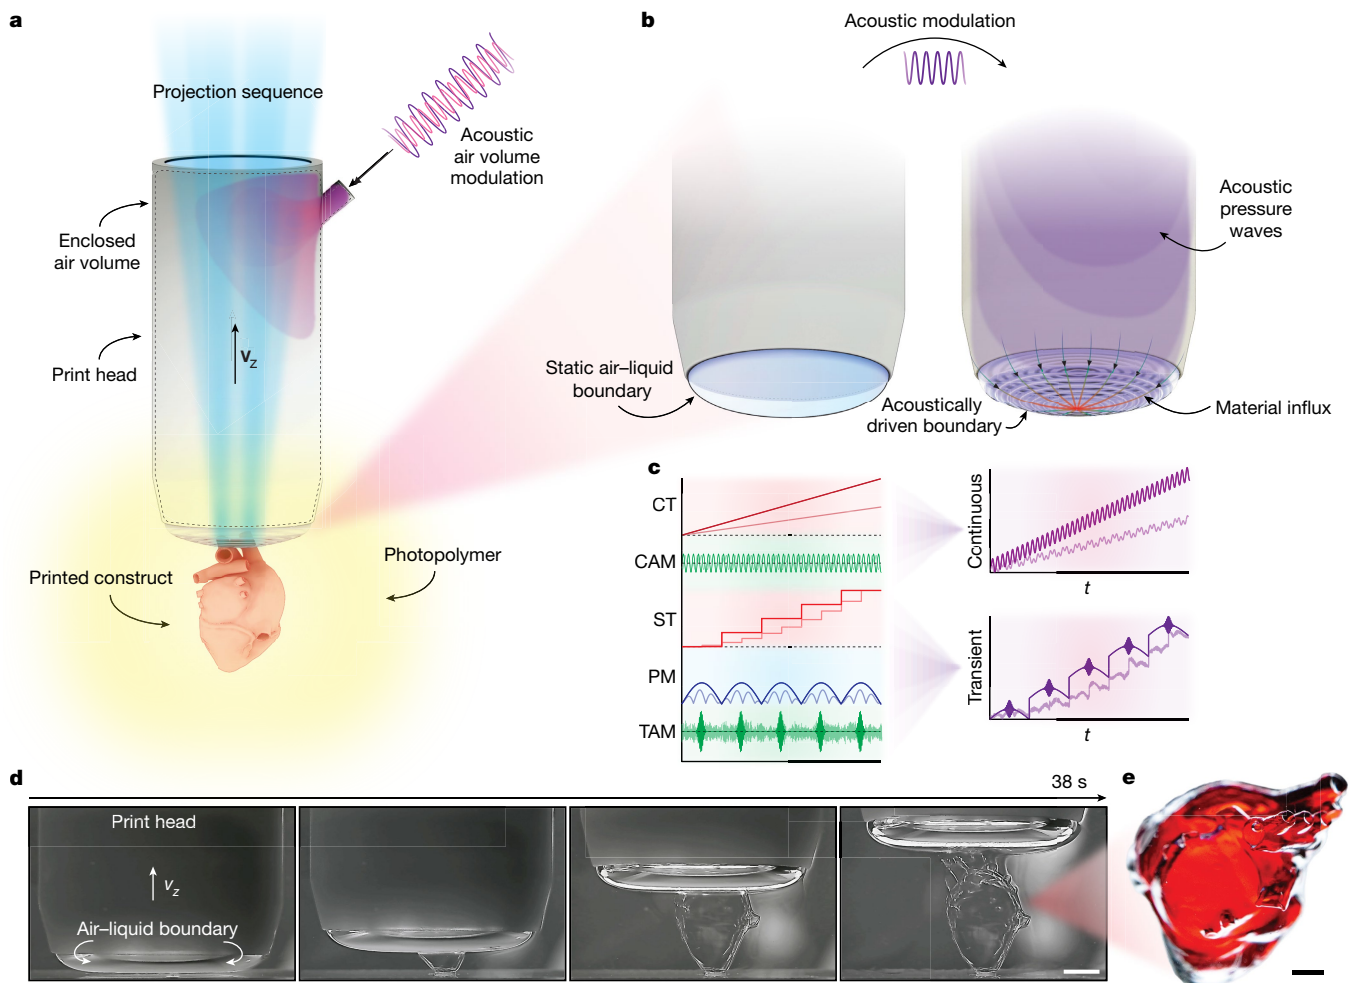 a
Projection sequence
Acoustic
air volume
modulation
Enclosed
air volume
Print head
vz
Printed construct
Photopolymer
b
Acoustic modulation
Acoustic
pressure
waves
Static air–liquid
boundary
Acoustically
driven boundary
Material influx
c
CT
CAM
ST
PM
TAM
Continuous
t
Transient
t
d
38 s
Print head
vz
Air–liquid boundary
e